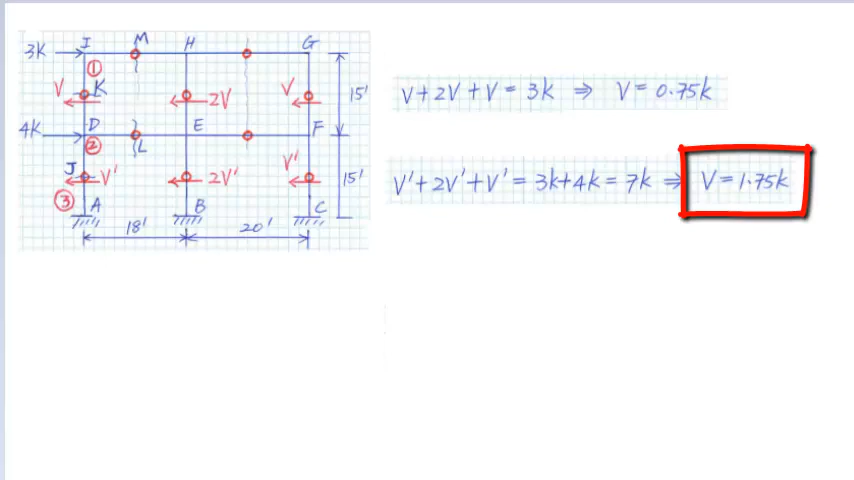 I M H G
3K
①
V K 2V V 15'
4K D E F
② L
J V' 2V' V' 15'
③ A B C
18' 20'
V+2V+V = 3k ⇒ V = 0.75k
V'+2V'+V' = 3k+4k = 7k ⇒ V = 1.75k